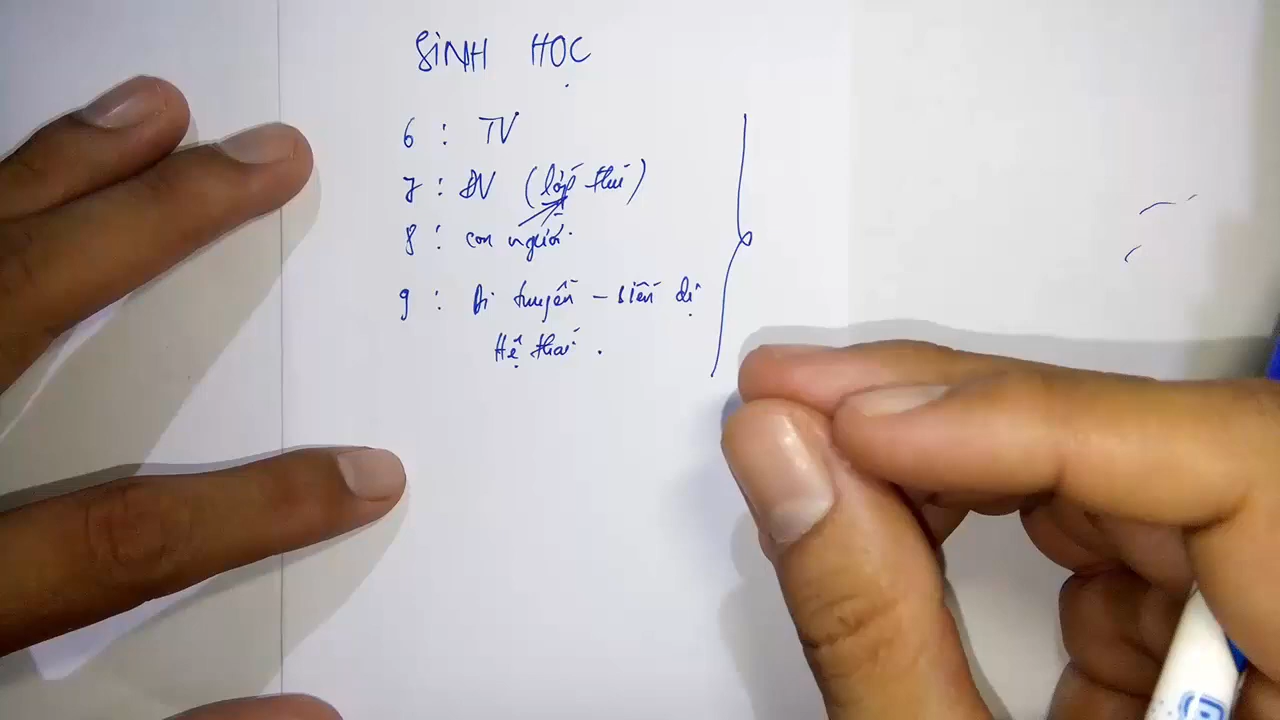 SINH HỌC
6 : TV
7 : ĐV (lớp thú)
8 : con người.
9 : Di truyền – biến dị
Hệ thái .